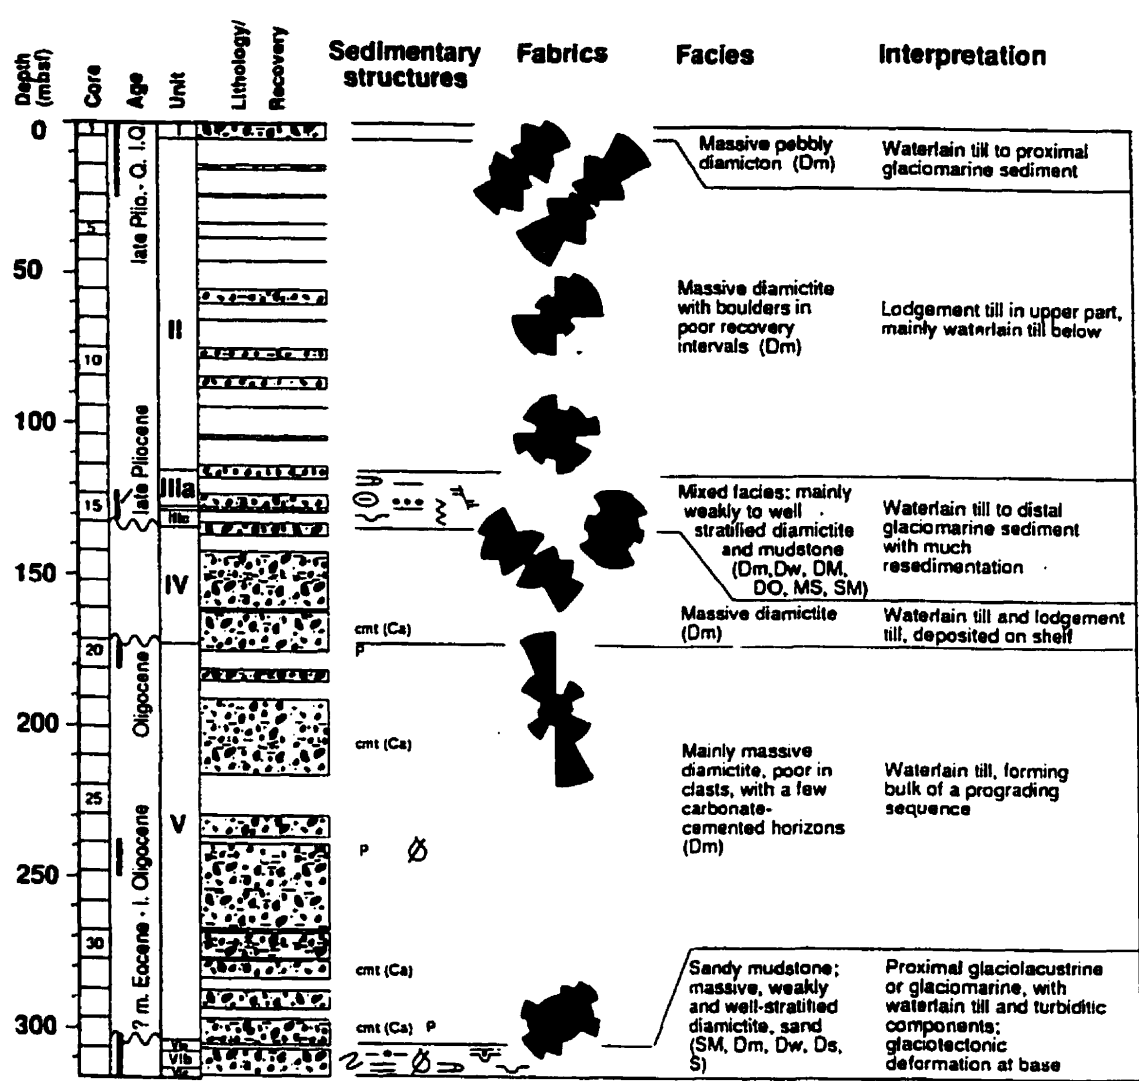 Depth (mbsf)
Core
Age
Unit
Lithology/
Recovery
Sedimentary
structures
Fabrics
Facies
Interpretation
0
50
100
150
200
250
300
1
5
10
15
20
25
30
late Plio.- Q. l.Q.
late Pliocene
Oligocene
? m. Eocene - l. Oligocene
I
II
IIIa
IV
V
VIb
cmt (Ca)
P
cmt (Ca)
P
cmt (Ca)
cmt (Ca) P
Massive pebbly
diamicton (Dm)
Waterlain till to proximal
glaciomarine sediment
Massive diamictite
with boulders in
poor recovery
intervals (Dm)
Lodgement till in upper part,
mainly waterlain till below
Mixed facies: mainly
weakly to well
stratified diamictite
and mudstone
(Dm,Dw, DM,
DO, MS, SM)
Waterlain till to distal
glaciomarine sediment
with much
resedimentation
Massive diamictite
(Dm)
Waterlain till and lodgement
till, deposited on shelf
Mainly massive
diamictite, poor in
clasts, with a few
carbonate-
cemented horizons
(Dm)
Waterlain till, forming
bulk of a prograding
sequence
Sandy mudstone;
massive, weakly
and well-stratified
diamictite, sand
(SM, Dm, Dw, Ds,
S)
Proximal glaciolacustrine
or glaciomarine, with
waterlain till and turbiditic
components;
glaciotectonic
deformation at base